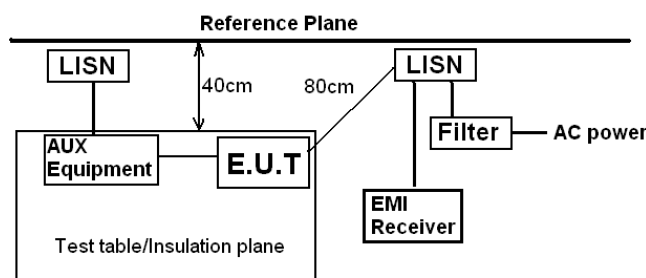 Reference Plane
LISN
40cm
80cm
LISN
AUX
Equipment
E.U.T
Filter
AC power
EMI
Receiver
Test table/Insulation plane